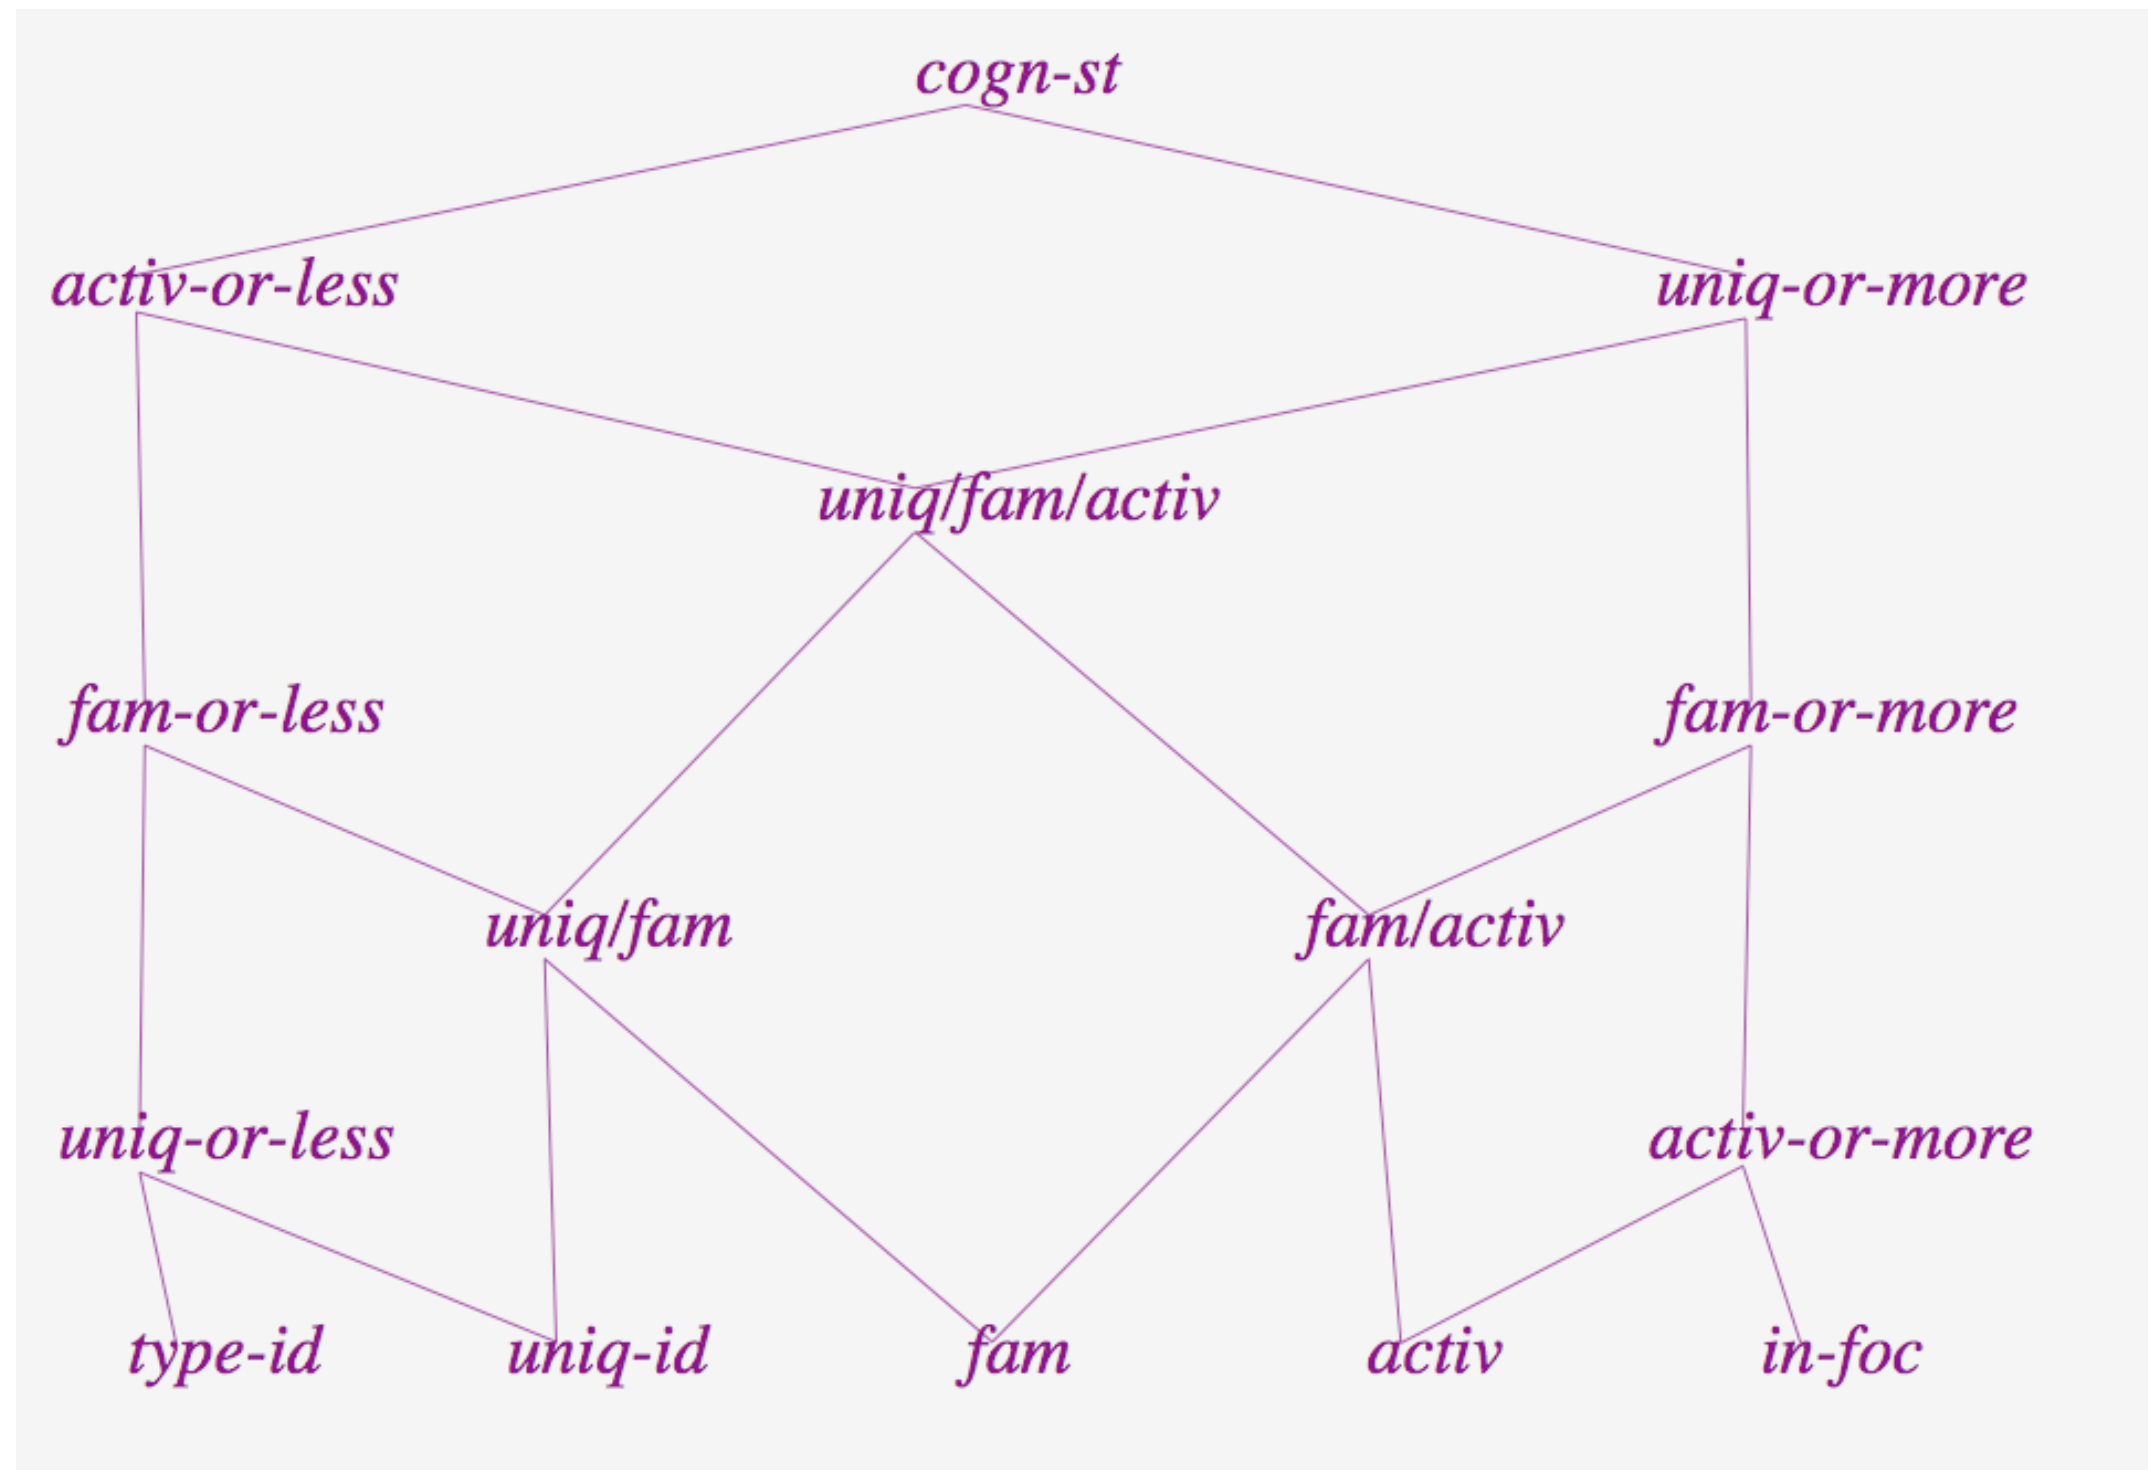 cogn-st
activ-or-less
uniq-or-more
uniq/fam/activ
fam-or-less
fam-or-more
uniq/fam
fam/activ
uniq-or-less
activ-or-more
type-id
uniq-id
fam
activ
in-foc